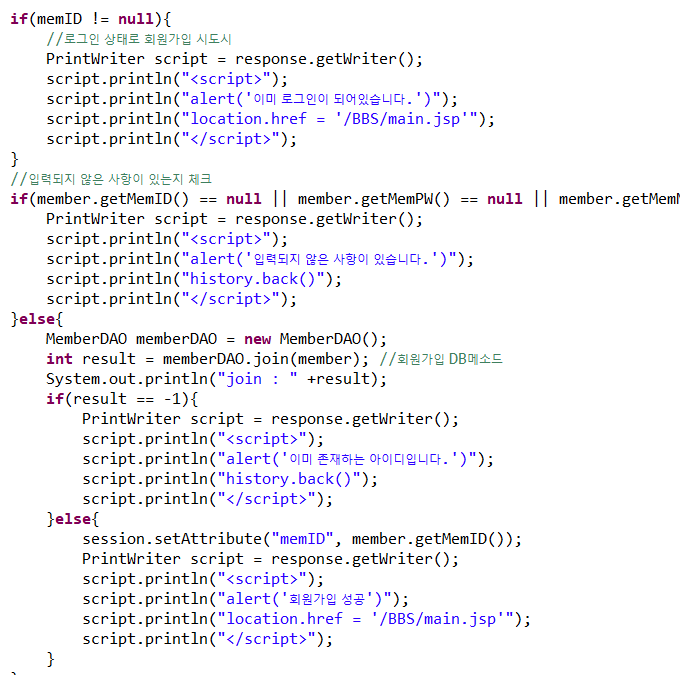 if(memID != null){
    //로그인 상태로 회원가입 시도시
    PrintWriter script = response.getWriter();
    script.println("<script>");
    script.println("alert('이미 로그인이 되어있습니다.')");
    script.println("location.href = '/BBS/main.jsp'");
    script.println("</script>");
}
//입력되지 않은 사항이 있는지 체크
if(member.getMemID() == null || member.getMemPW() == null || member.getMem
    PrintWriter script = response.getWriter();
    script.println("<script>");
    script.println("alert('입력되지 않은 사항이 있습니다.')");
    script.println("history.back()");
    script.println("</script>");
}else{
    MemberDAO memberDAO = new MemberDAO();
    int result = memberDAO.join(member); //회원가입 DB메소드
    System.out.println("join : " +result);
    if(result == -1){
        PrintWriter script = response.getWriter();
        script.println("<script>");
        script.println("alert('이미 존재하는 아이디입니다.')");
        script.println("history.back()");
        script.println("</script>");
    }else{
        session.setAttribute("memID", member.getMemID());
        PrintWriter script = response.getWriter();
        script.println("<script>");
        script.println("alert('회원가입 성공')");
        script.println("location.href = '/BBS/main.jsp'");
        script.println("</script>");
    }